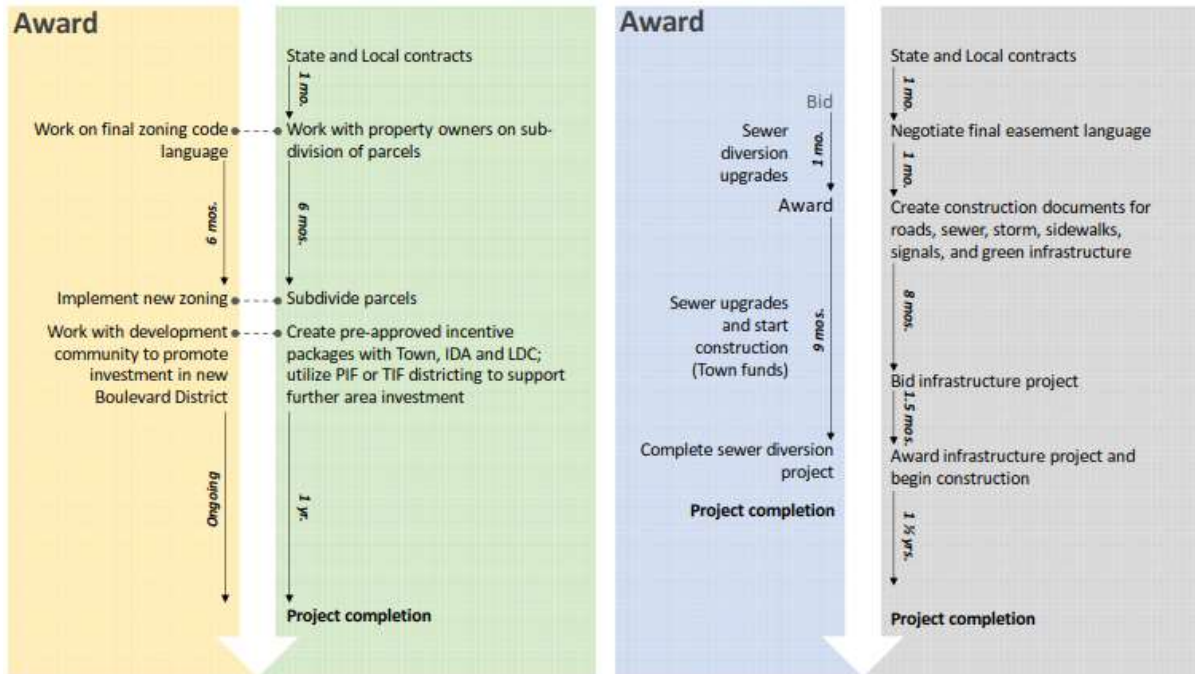 Award
State and Local contracts
1 mo.
Work on final zoning code
language
Work with property owners on sub-
division of parcels
6 mos.
6 mos.
Implement new zoning
Subdivide parcels
Work with development
community to promote
investment in new
Boulevard District
Create pre-approved incentive
packages with Town, IDA and LDC;
utilize PIF or TIF districting to support
further area investment
Ongoing
1 yr.
Project completion
Award
Bid
Sewer
diversion
upgrades
1 mo.
Award
Sewer upgrades
and start
construction
(Town funds)
9 mos.
Complete sewer diversion
project
Project completion
State and Local contracts
1 mo.
Negotiate final easement language
1 mo.
Create construction documents for
roads, sewer, storm, sidewalks,
signals, and green infrastructure
8 mos.
Bid infrastructure project
1.5 mos.
Award infrastructure project and
begin construction
1 ½ yrs.
Project completion